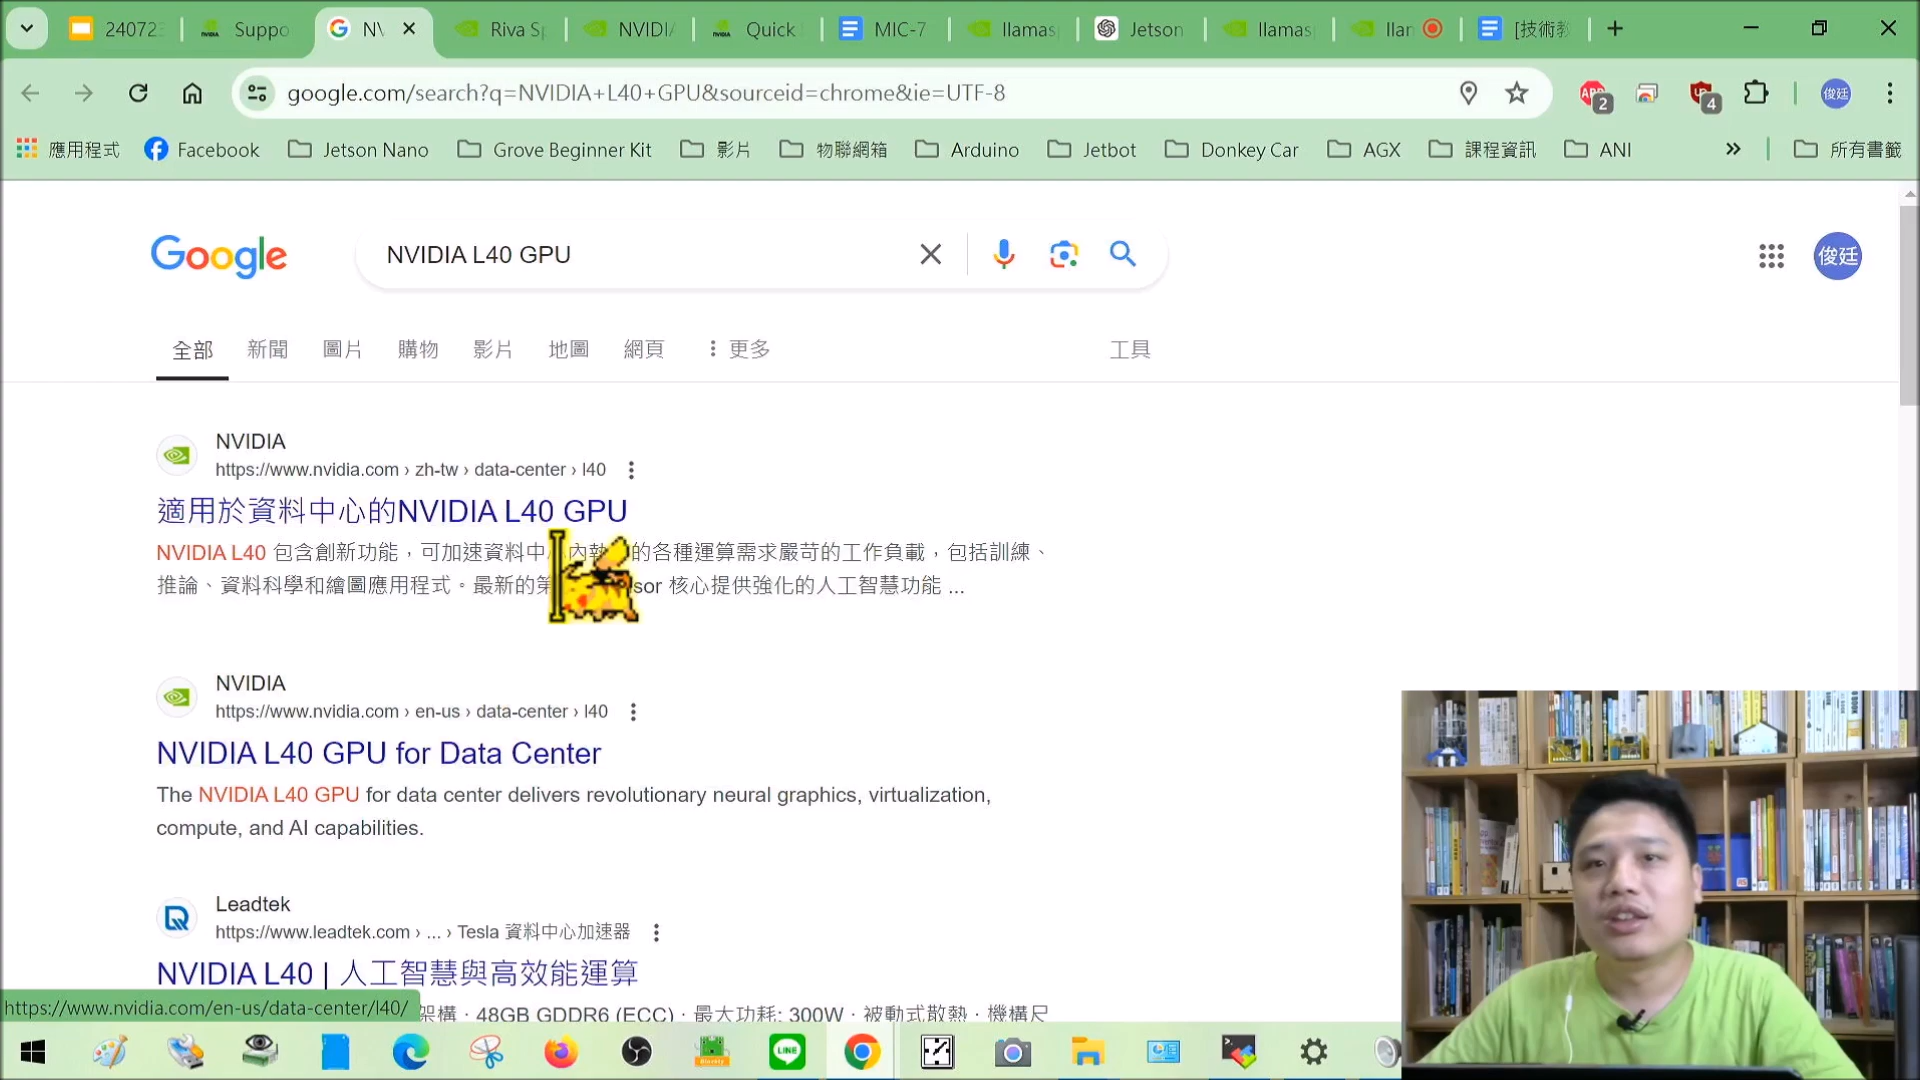 24072
Suppo
NV
Riva Sp
NVIDIA
Quick
MIC-7
llamas
Jetson
llamas
llan
[技術教
google.com/search?q=NVIDIA+L40+GPU&sourceid=chrome&ie=UTF-8
2
4
俊廷
應用程式
Facebook
Jetson Nano
Grove Beginner Kit
影片
物聯網箱
Arduino
Jetbot
Donkey Car
AGX
課程資訊
ANI
所有書籤
Google
NVIDIA L40 GPU
俊廷
全部
新聞
圖片
購物
影片
地圖
網頁
更多
工具
NVIDIA
https://www.nvidia.com › zh-tw › data-center › l40
適用於資料中心的NVIDIA L40 GPU
NVIDIA L40 包含創新功能，可加速資料中心內執的各種運算需求嚴苛的工作負載，包括訓練、
推論、資料科學和繪圖應用程式。最新的第sor 核心提供強化的人工智慧功能 ...
NVIDIA
https://www.nvidia.com › en-us › data-center › l40
NVIDIA L40 GPU for Data Center
The NVIDIA L40 GPU for data center delivers revolutionary neural graphics, virtualization,
compute, and AI capabilities.
Leadtek
https://www.leadtek.com › ... › Tesla 資料中心加速器
NVIDIA L40 | 人工智慧與高效能運算
https://www.nvidia.com/en-us/data-center/l40/
架構 · 48GB GDDR6 (ECC) · 最大功耗: 300W · 被動式散熱 · 機構尺
LINE